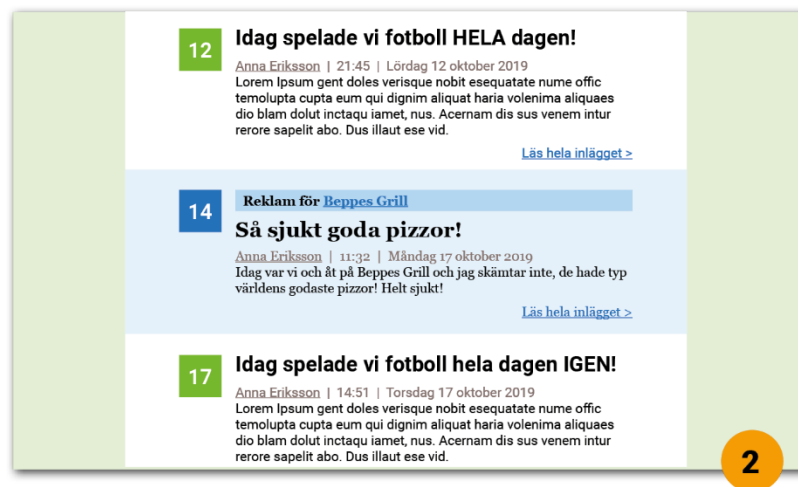 12
Idag spelade vi fotboll HELA dagen!
Anna Eriksson | 21:45 | Lördag 12 oktober 2019
Lorem Ipsum gent doles verisque nobit esequatate nume offic
temolupta cupta eum qui dignim aliquat haria volenima aliquaes
dio blam dolut inctaqu iamet, nus. Acernam dis sus venem intur
rerore sapelit abo. Dus illaut ese vid.
Läs hela inlägget >
14
Reklam för Beppes Grill
Så sjukt goda pizzor!
Anna Eriksson | 11:32 | Måndag 17 oktober 2019
Idag var vi och åt på Beppes Grill och jag skämtar inte, de hade typ
världens godaste pizzor! Helt sjukt!
Läs hela inlägget >
17
Idag spelade vi fotboll hela dagen IGEN!
Anna Eriksson | 14:51 | Torsdag 17 oktober 2019
Lorem Ipsum gent doles verisque nobit esequatate nume offic
temolupta cupta eum qui dignim aliquat haria volenima aliquaes
dio blam dolut inctaqu iamet, nus. Acernam dis sus venem intur
rerore sapelit abo. Dus illaut ese vid.
2